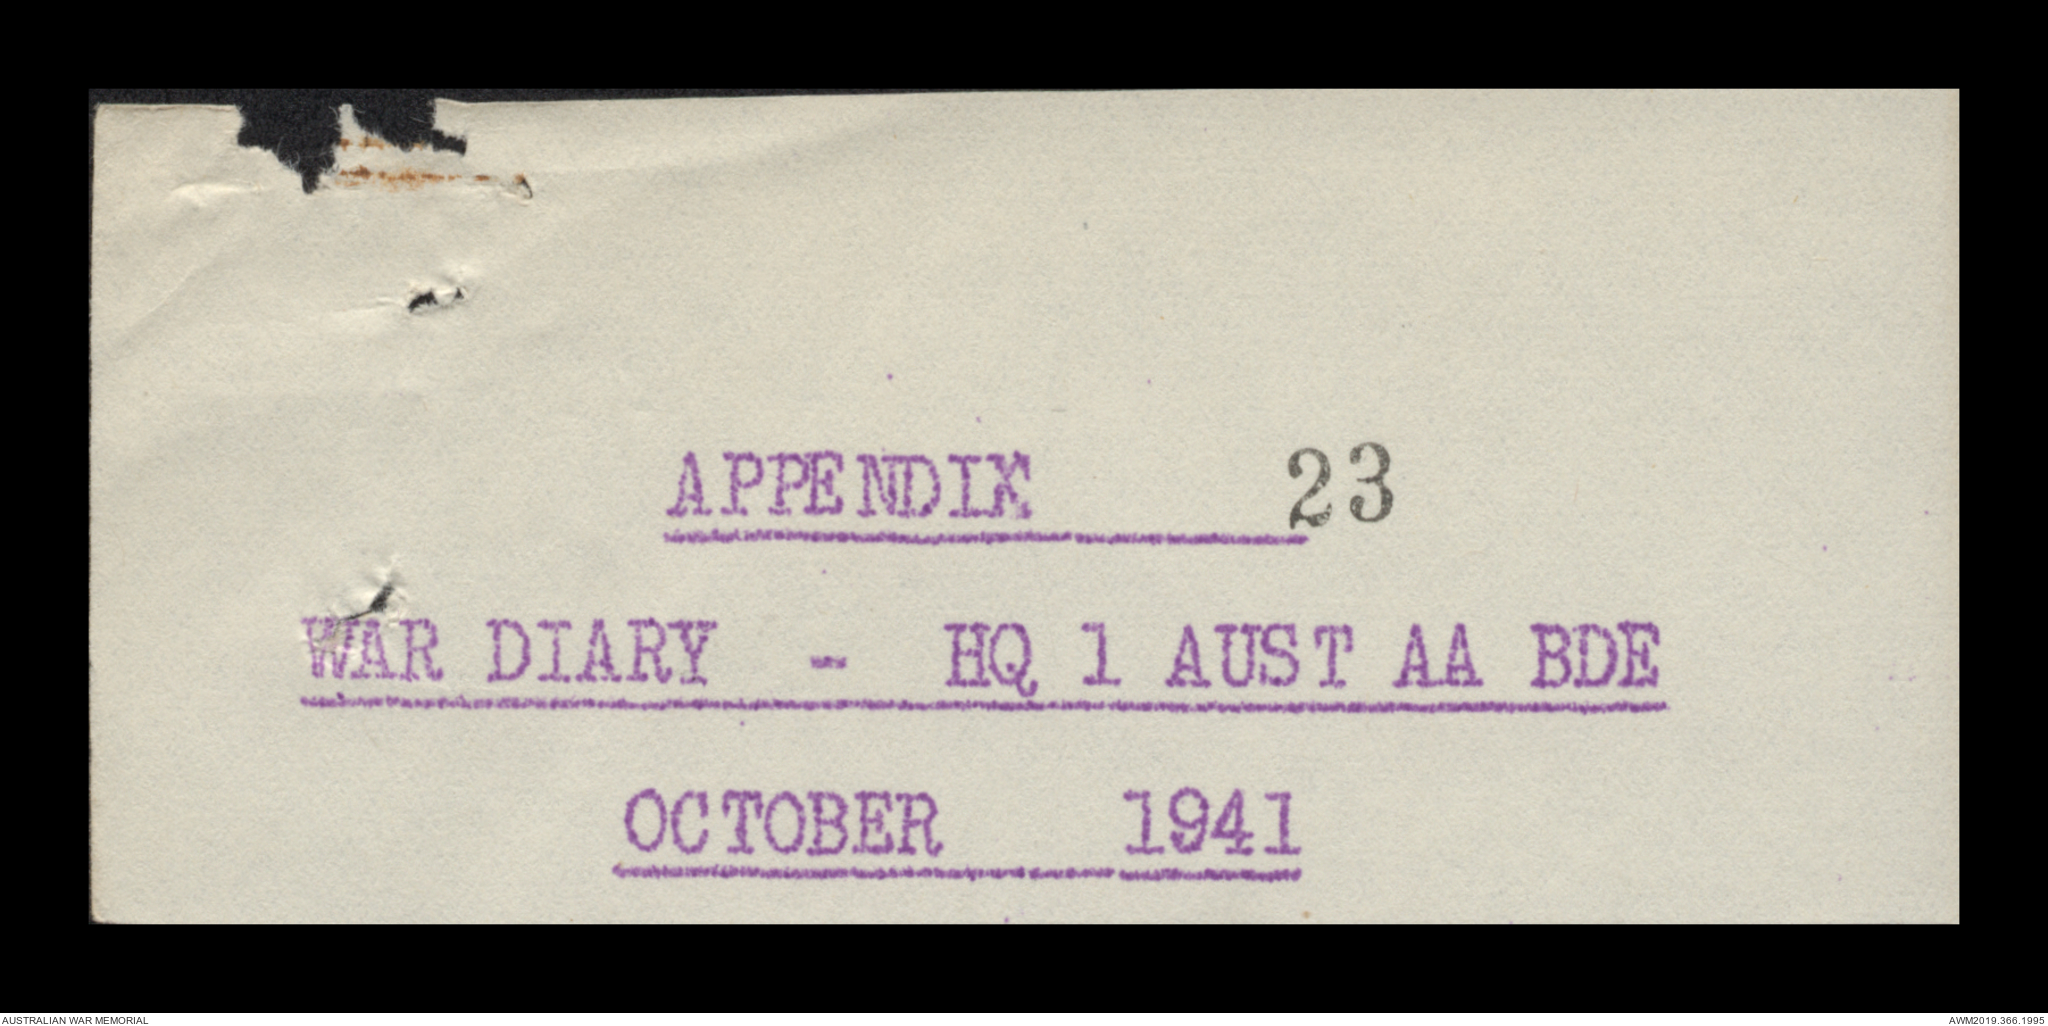 APPENDIX 23
WAR DIARY - HQ 1 AUST AA BDE
OCTOBER 1941
AUSTRALIAN WAR MEMORIAL
AWM2019.366.1995